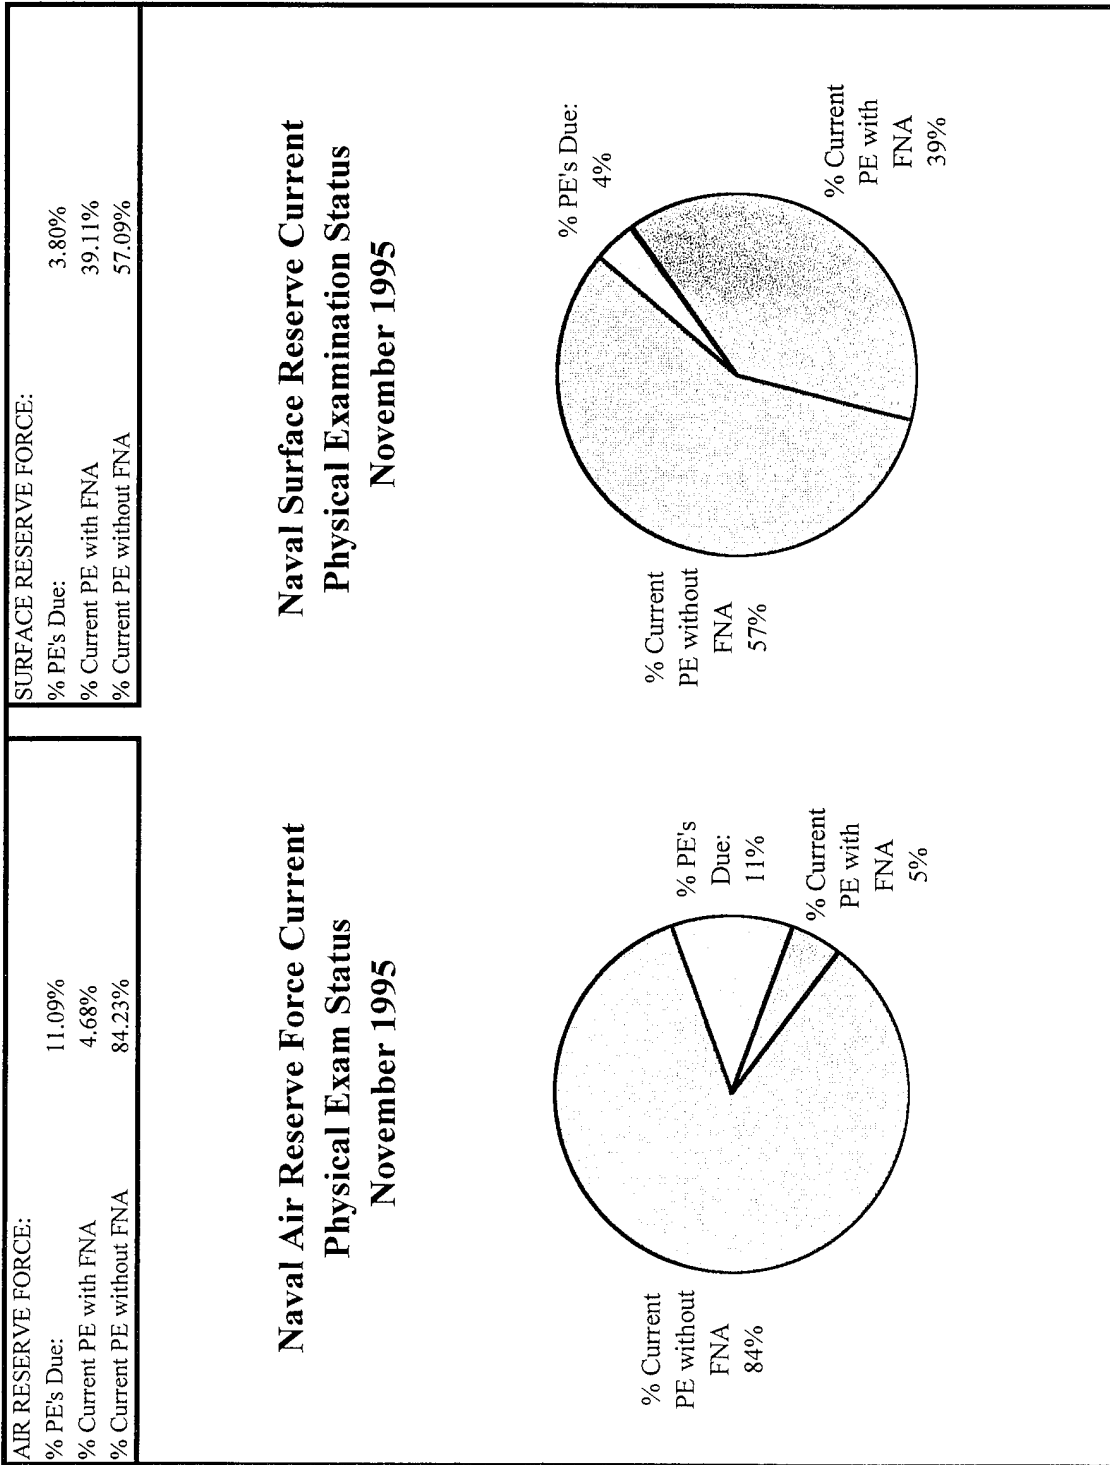 AIR RESERVE FORCE:
% PE's Due: 11.09%
% Current PE with FNA 4.68%
% Current PE without FNA 84.23%
SURFACE RESERVE FORCE:
% PE's Due: 3.80%
% Current PE with FNA 39.11%
% Current PE without FNA 57.09%
Naval Air Reserve Force Current
Physical Exam Status
November 1995
% Current
PE without
FNA
84%
% PE's
Due:
11%
% Current
PE with
FNA
5%
Naval Surface Reserve Current
Physical Examination Status
November 1995
% Current
PE without
FNA
57%
% PE's Due:
4%
% Current
PE with
FNA
39%